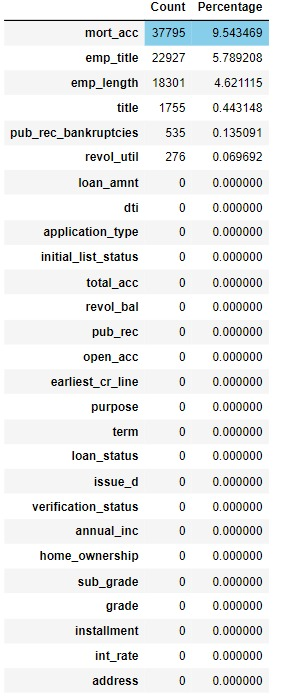 Count Percentage
mort_acc 37795 9.543469
emp_title 22927 5.789208
emp_length 18301 4.621115
title 1755 0.443148
pub_rec_bankruptcies 535 0.135091
revol_util 276 0.069692
loan_amnt 0 0.000000
dti 0 0.000000
application_type 0 0.000000
initial_list_status 0 0.000000
total_acc 0 0.000000
revol_bal 0 0.000000
pub_rec 0 0.000000
open_acc 0 0.000000
earliest_cr_line 0 0.000000
purpose 0 0.000000
term 0 0.000000
loan_status 0 0.000000
issue_d 0 0.000000
verification_status 0 0.000000
annual_inc 0 0.000000
home_ownership 0 0.000000
sub_grade 0 0.000000
grade 0 0.000000
installment 0 0.000000
int_rate 0 0.000000
address 0 0.000000